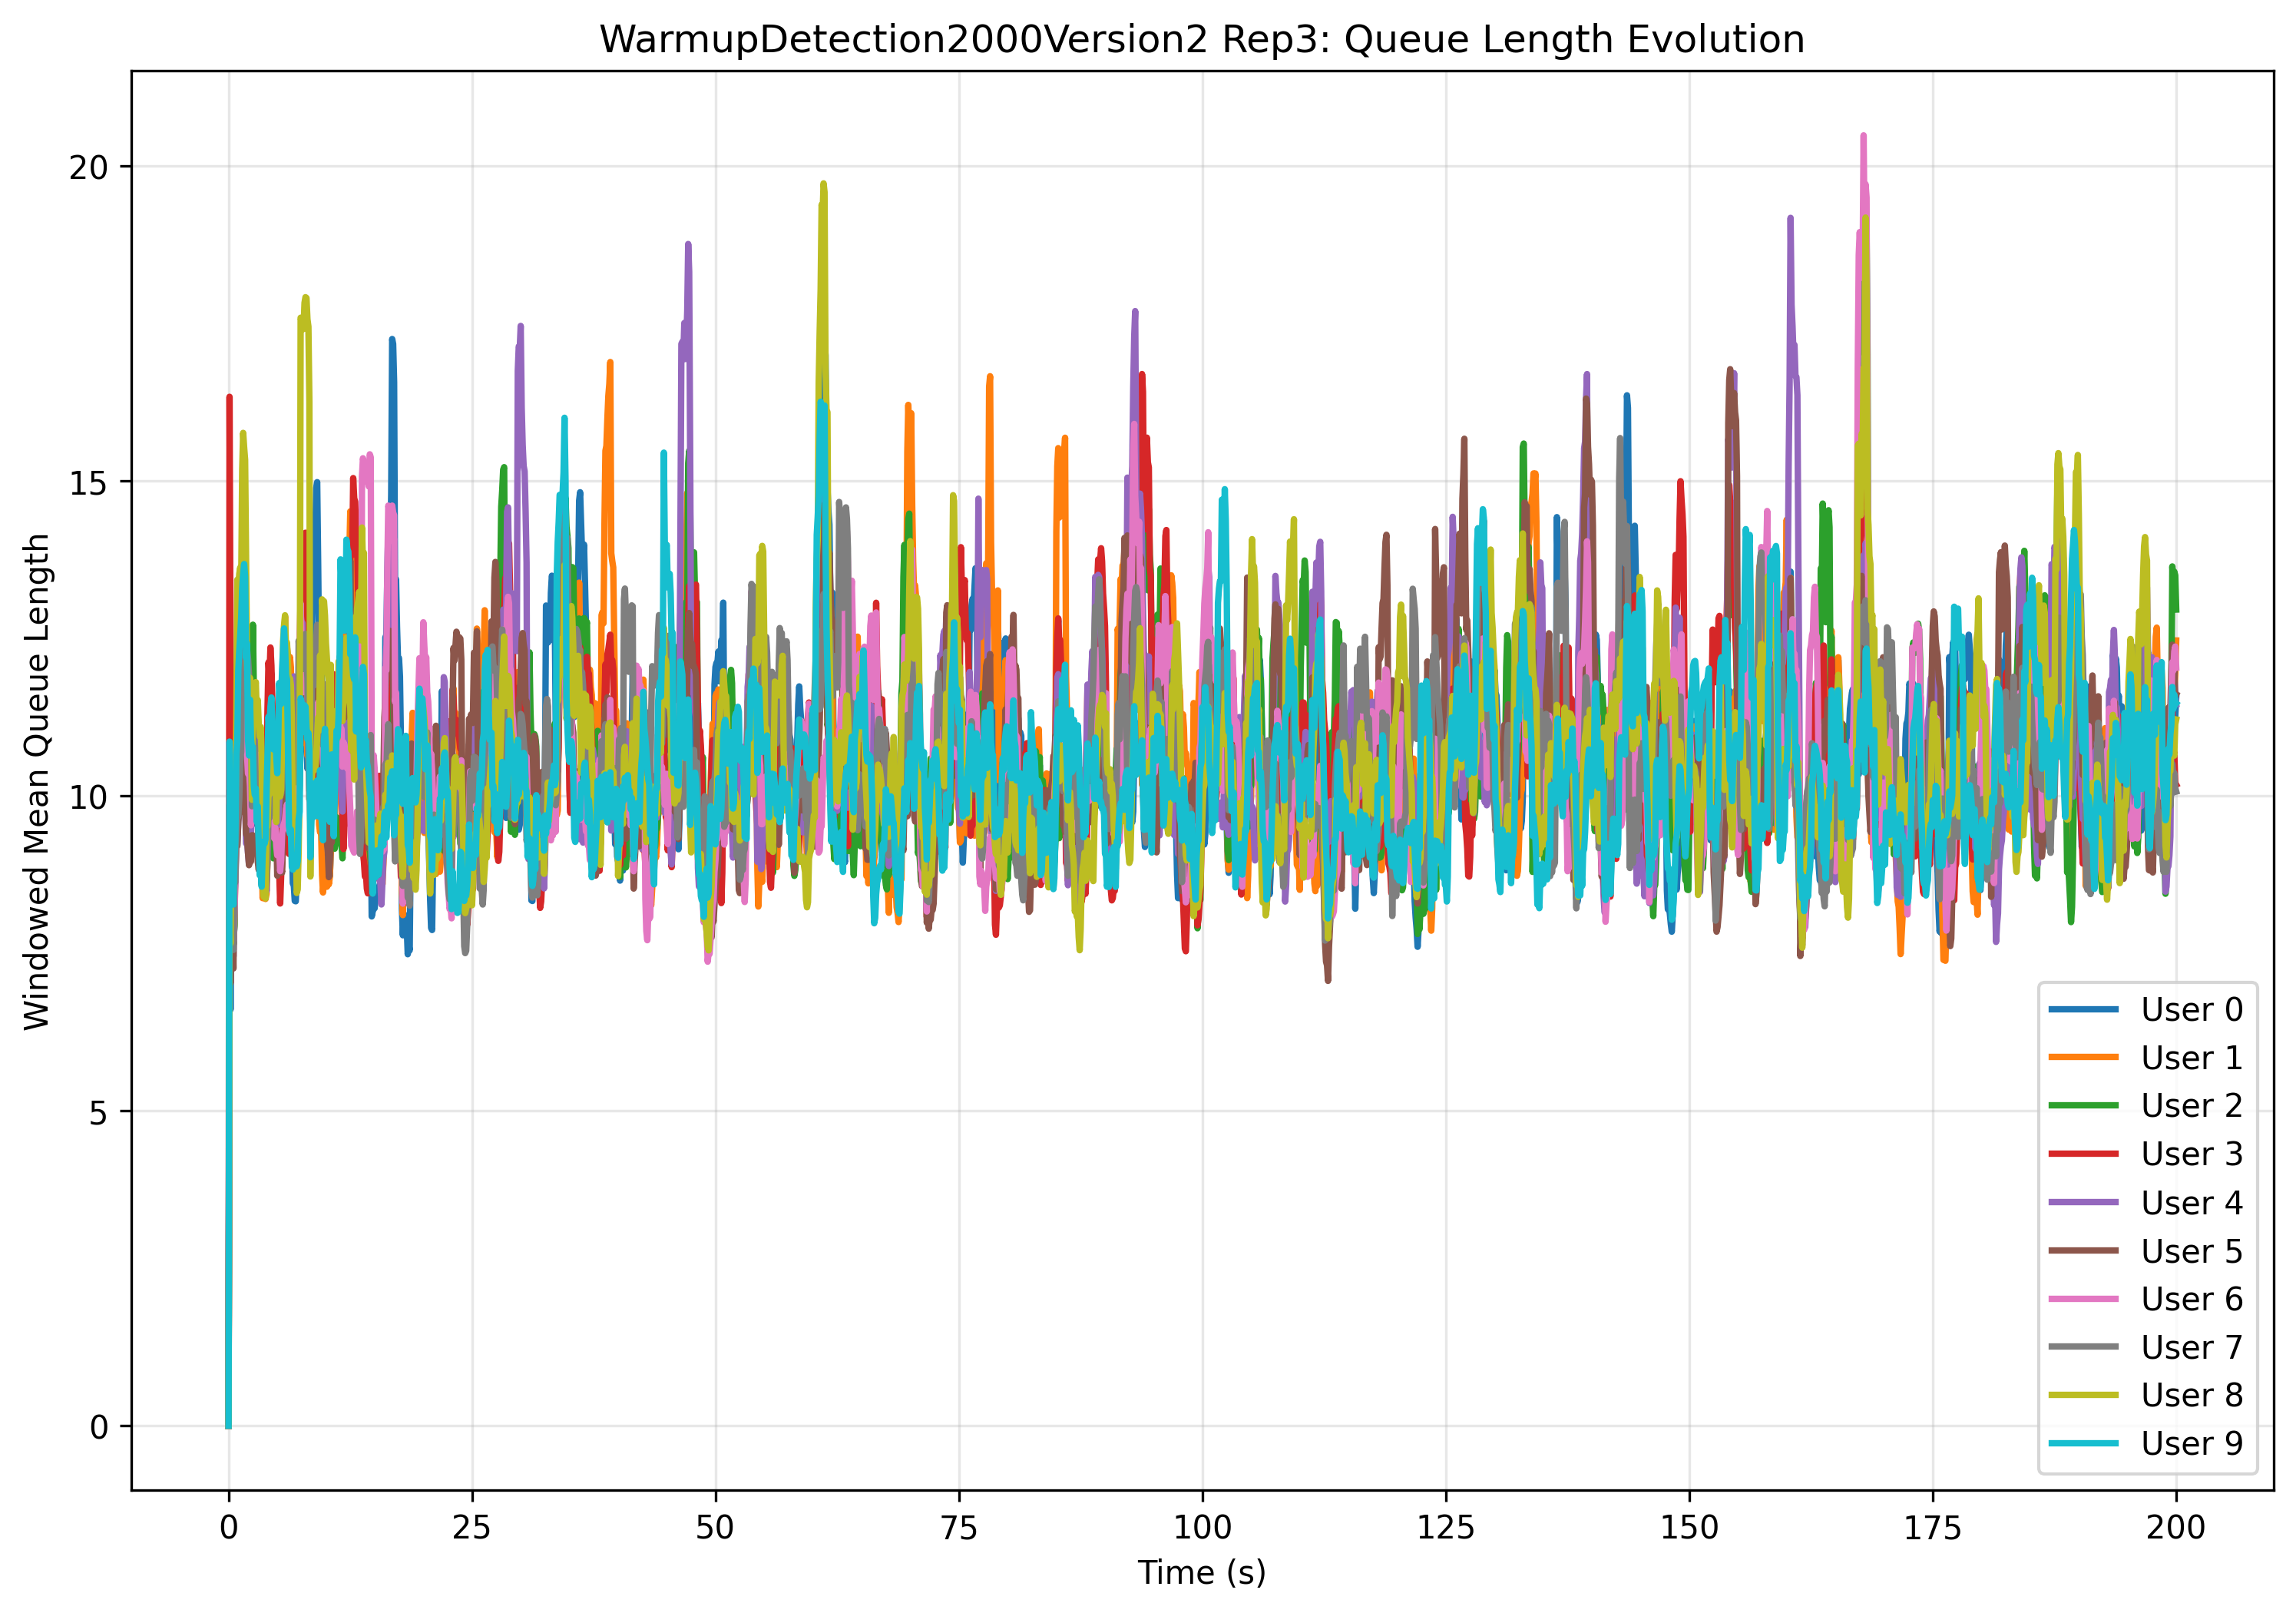 WarmupDetection2000Version2 Rep3: Queue Length Evolution
Windowed Mean Queue Length
20
15
10
5
0
User 0
User 1
User 2
User 3
User 4
User 5
User 6
User 7
User 8
User 9
0 25 50 75 100 125 150 175 200
Time (s)